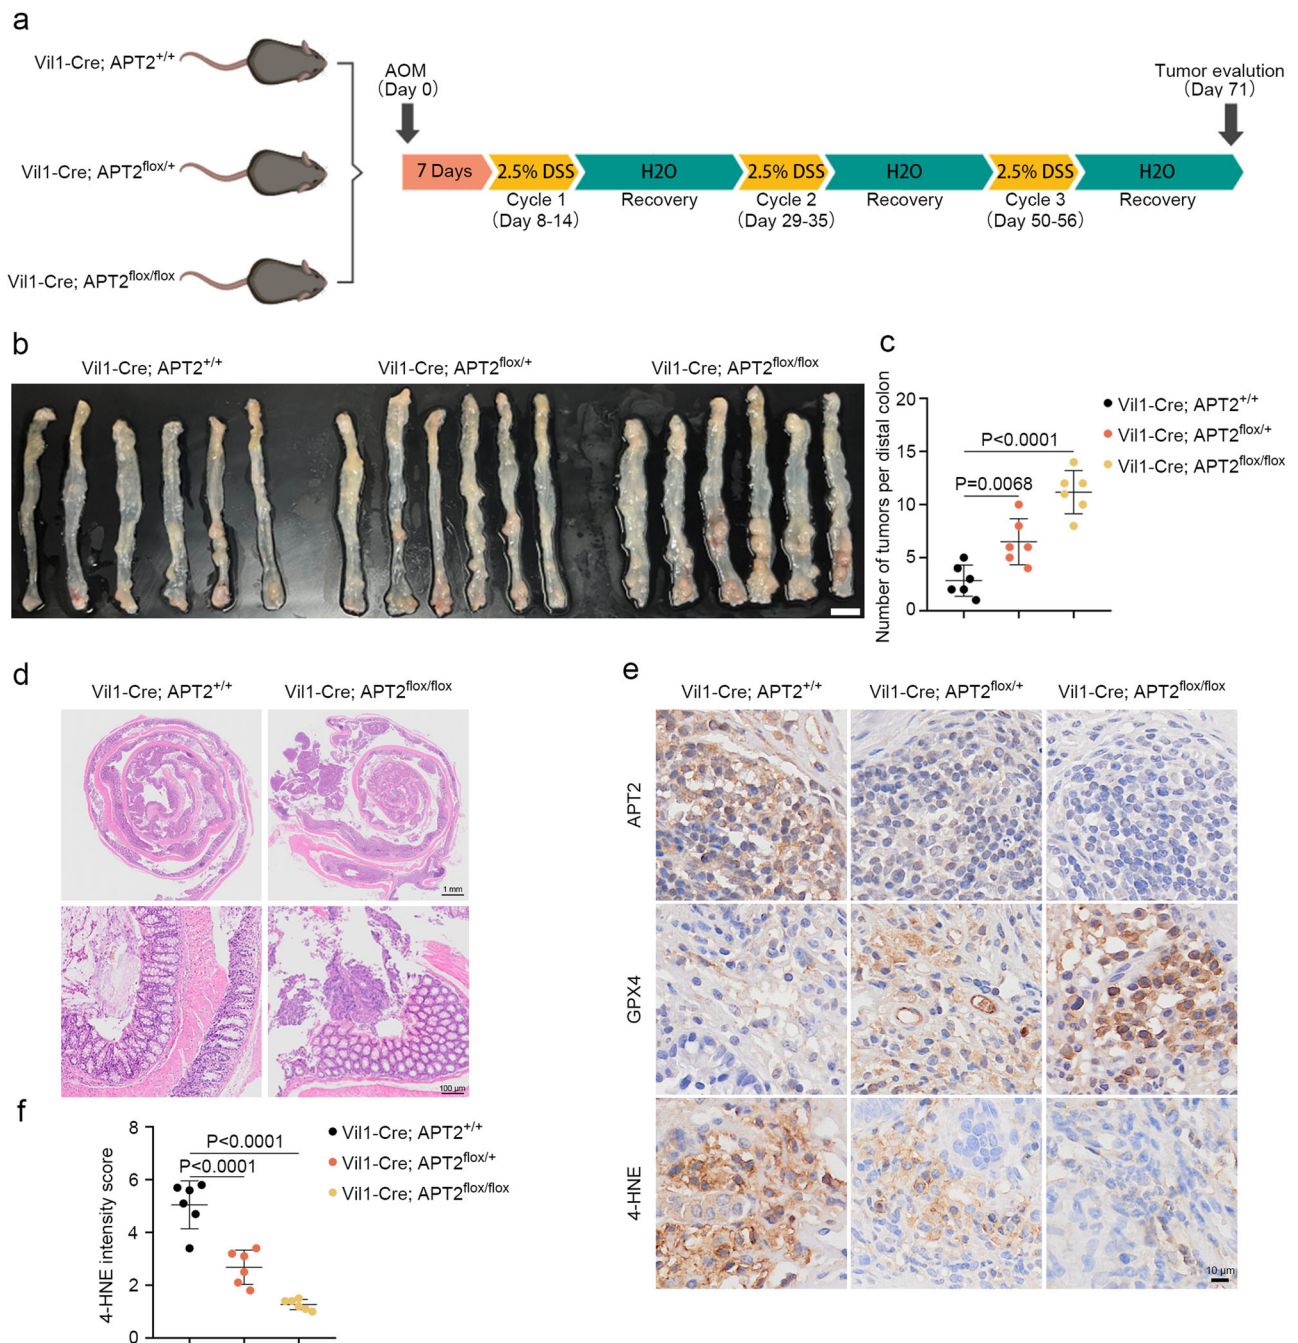 a
Vil1-Cre; APT2+/+
Vil1-Cre; APT2flox/+
Vil1-Cre; APT2flox/flox
AOM
(Day 0)
Tumor evalution
(Day 71)
7 Days 2.5% DSS H2O 2.5% DSS H2O 2.5% DSS H2O
Cycle 1 Recovery Cycle 2 Recovery Cycle 3 Recovery
(Day 8-14) (Day 29-35) (Day 50-56)
b
Vil1-Cre; APT2+/+ Vil1-Cre; APT2flox/+ Vil1-Cre; APT2flox/flox
c
Number of tumors per distal colon
20
15
10
5
0
P<0.0001
P=0.0068
Vil1-Cre; APT2+/+
Vil1-Cre; APT2flox/+
Vil1-Cre; APT2flox/flox
d
Vil1-Cre; APT2+/+ Vil1-Cre; APT2flox/flox
1 mm
100 μm
e
Vil1-Cre; APT2+/+ Vil1-Cre; APT2flox/+ Vil1-Cre; APT2flox/flox
APT2
GPX4
4-HNE
10 μm
f
4-HNE intensity score
8
6
4
2
0
P<0.0001
P<0.0001
Vil1-Cre; APT2+/+
Vil1-Cre; APT2flox/+
Vil1-Cre; APT2flox/flox